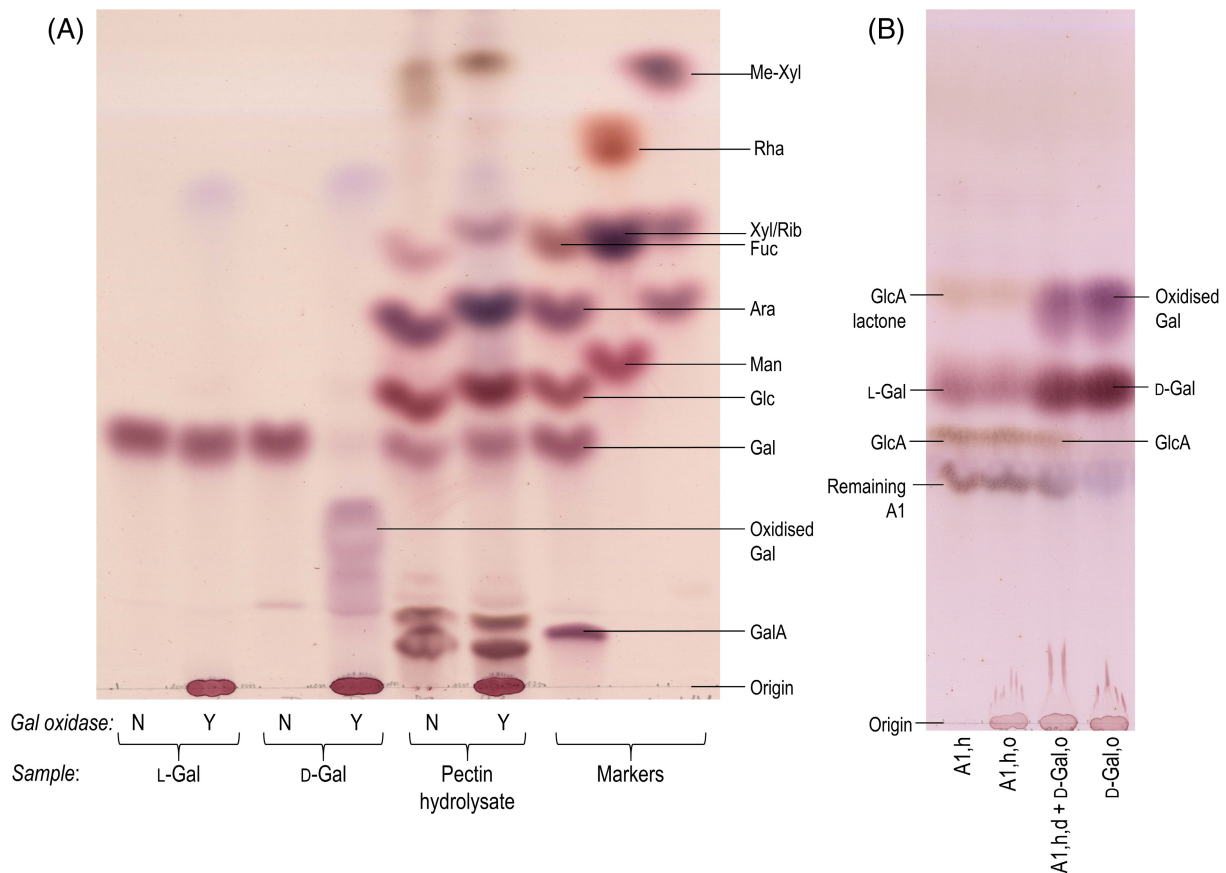 (A)
Me-Xyl
Rha
Xyl/Rib
Fuc
Ara
Man
Glc
Gal
Oxidised
Gal
GalA
Origin
Gal oxidase: N Y N Y N Y
Sample: L-Gal D-Gal Pectin
hydrolysate
Markers
(B)
GlcA
lactone
Oxidised
Gal
L-Gal
D-Gal
GlcA
GlcA
Remaining
A1
Origin
A1,h
A1,h,o
A1,h,d + D-Gal,o
D-Gal,o